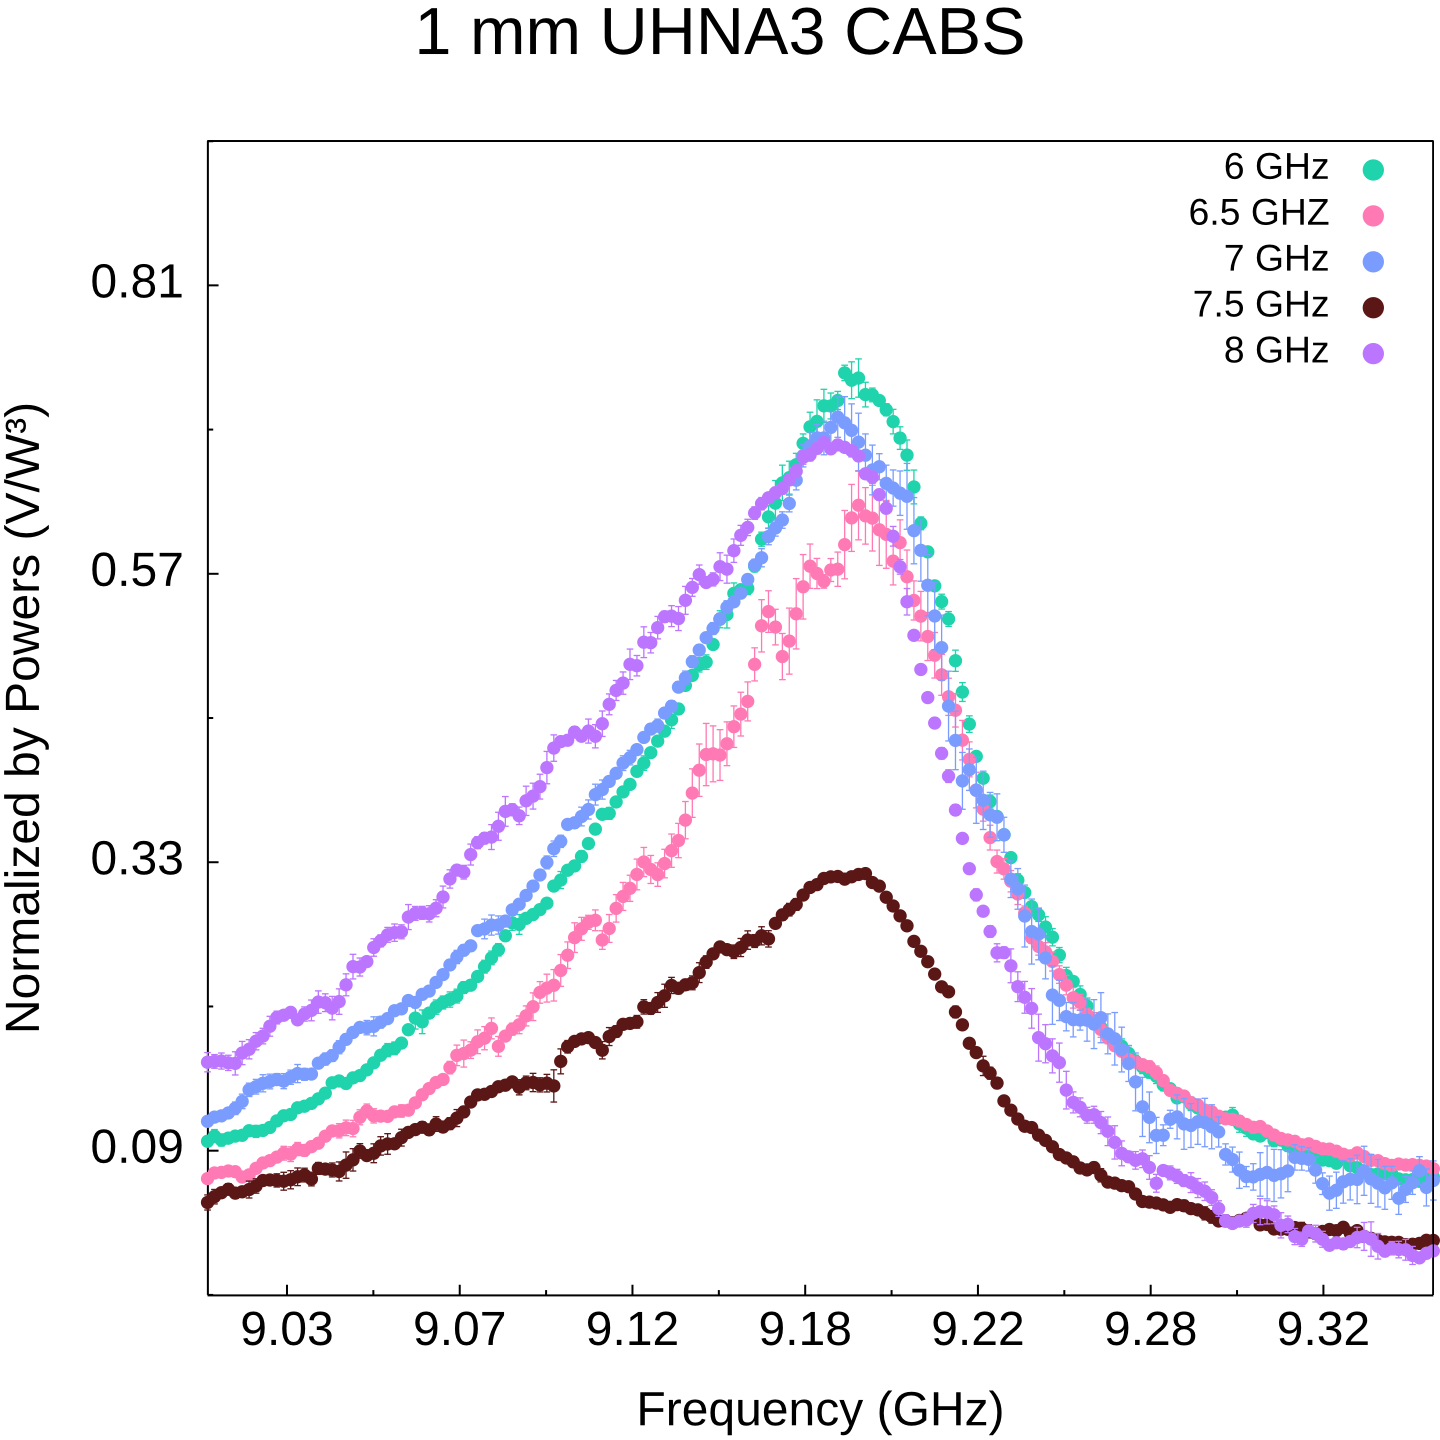 1 mm UHNA3 CABS
6 GHz
6.5 GHZ
7 GHz
7.5 GHz
8 GHz
Normalized by Powers (V/W³)
0.81
0.57
0.33
0.09
9.03 9.07 9.12 9.18 9.22 9.28 9.32
Frequency (GHz)